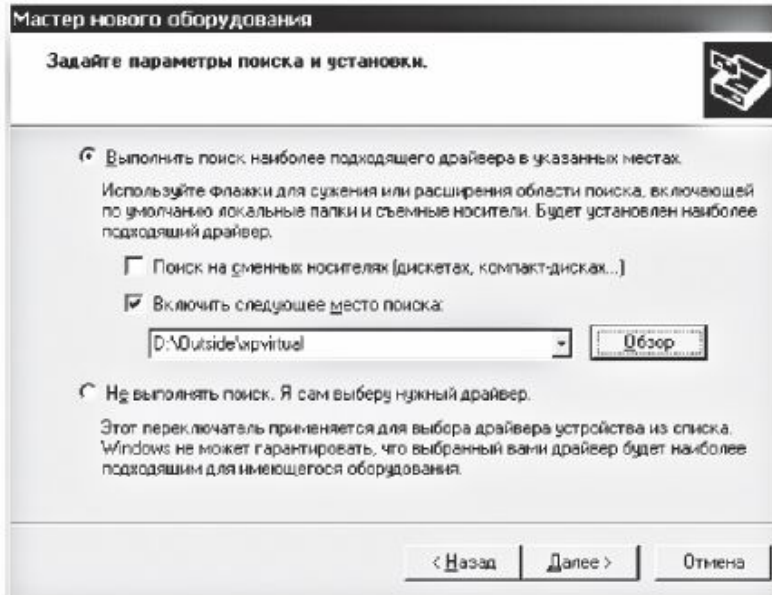 Мастер нового оборудования
Задайте параметры поиска и установки.
Выполнить поиск наиболее подходящего драйвера в указанных местах.
Используйте флажки для сужения или расширения области поиска, включающей
по умолчанию локальные папки и съемные носители. Будет установлен наиболее
подходящий драйвер.
Поиск на сменных носителях (дискетах, компакт-дисках...)
Включить следующее место поиска:
D:\Outside\xpvirtual
Обзор
Не выполнять поиск. Я сам выберу нужный драйвер.
Этот переключатель применяется для выбора драйвера устройства из списка.
Windows не может гарантировать, что выбранный вами драйвер будет наиболее
подходящим для имеющегося оборудования.
< Назад Далее > Отмена